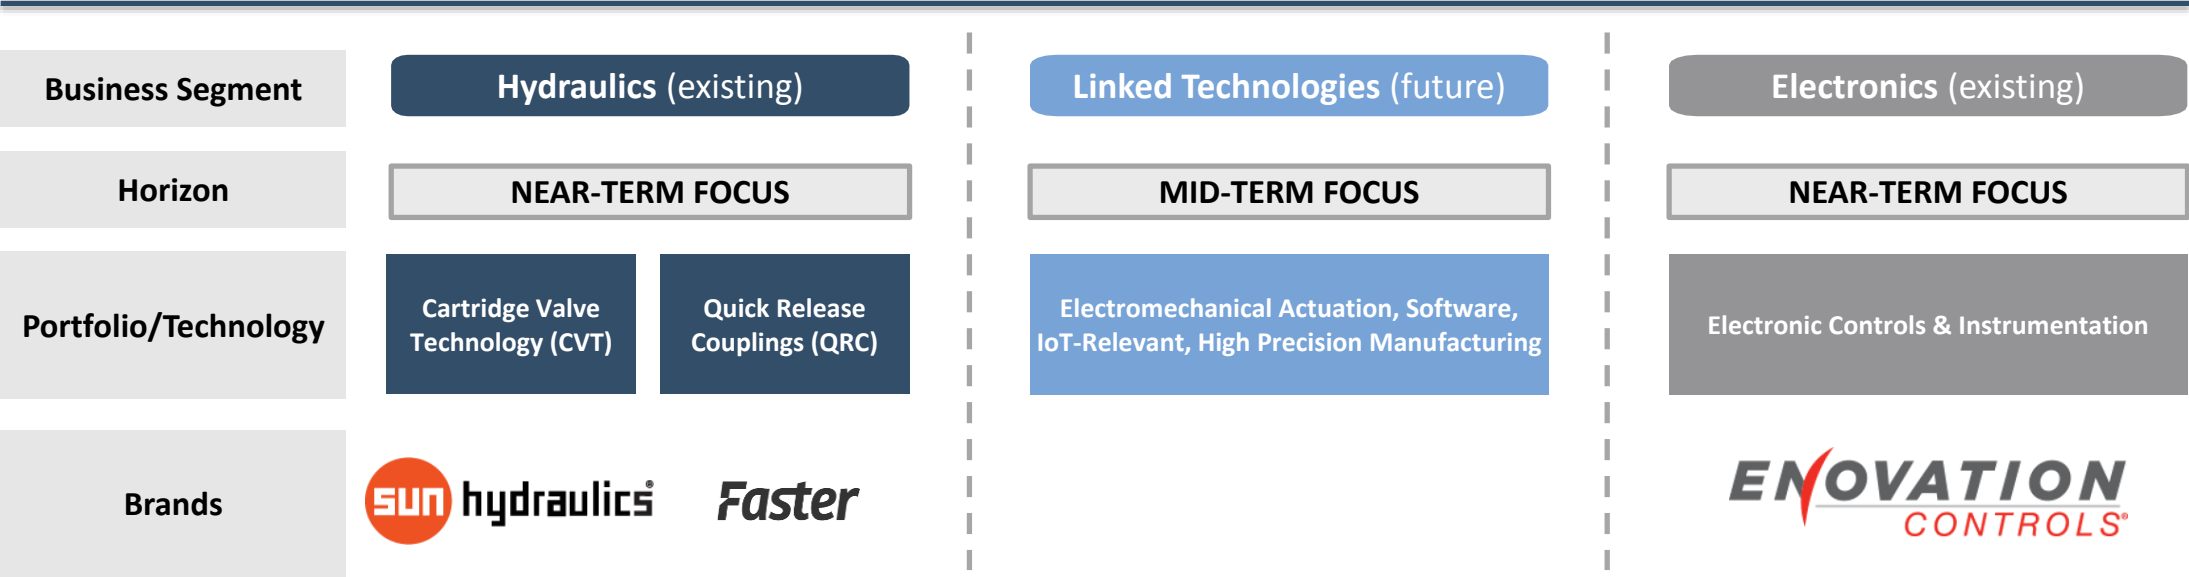 Business Segment
Hydraulics (existing)
Linked Technologies (future)
Electronics (existing)
Horizon
NEAR-TERM FOCUS
MID-TERM FOCUS
NEAR-TERM FOCUS
Portfolio/Technology
Cartridge Valve
Technology (CVT)
Quick Release
Couplings (QRC)
Electromechanical Actuation, Software,
IoT-Relevant, High Precision Manufacturing
Electronic Controls & Instrumentation
Brands
sun hydraulics®
Faster
ENOVATION
CONTROLS®